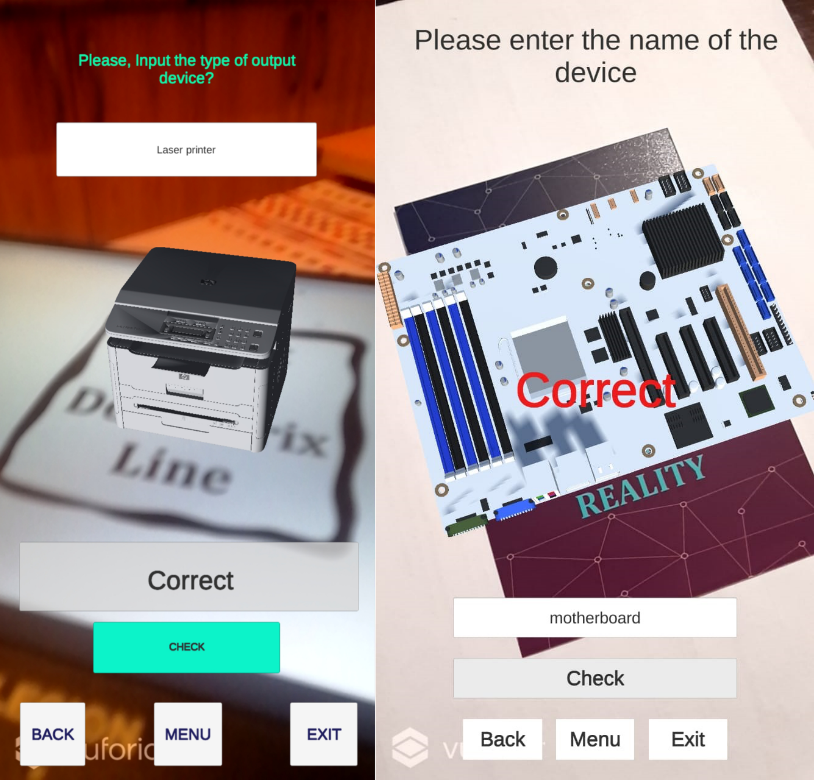 Please, Input the type of output
device?
Laser printer
Line
Correct
CHECK
BACK
MENU
EXIT
Please enter the name of the
device
Correct
REALITY
motherboard
Check
Back
Menu
Exit